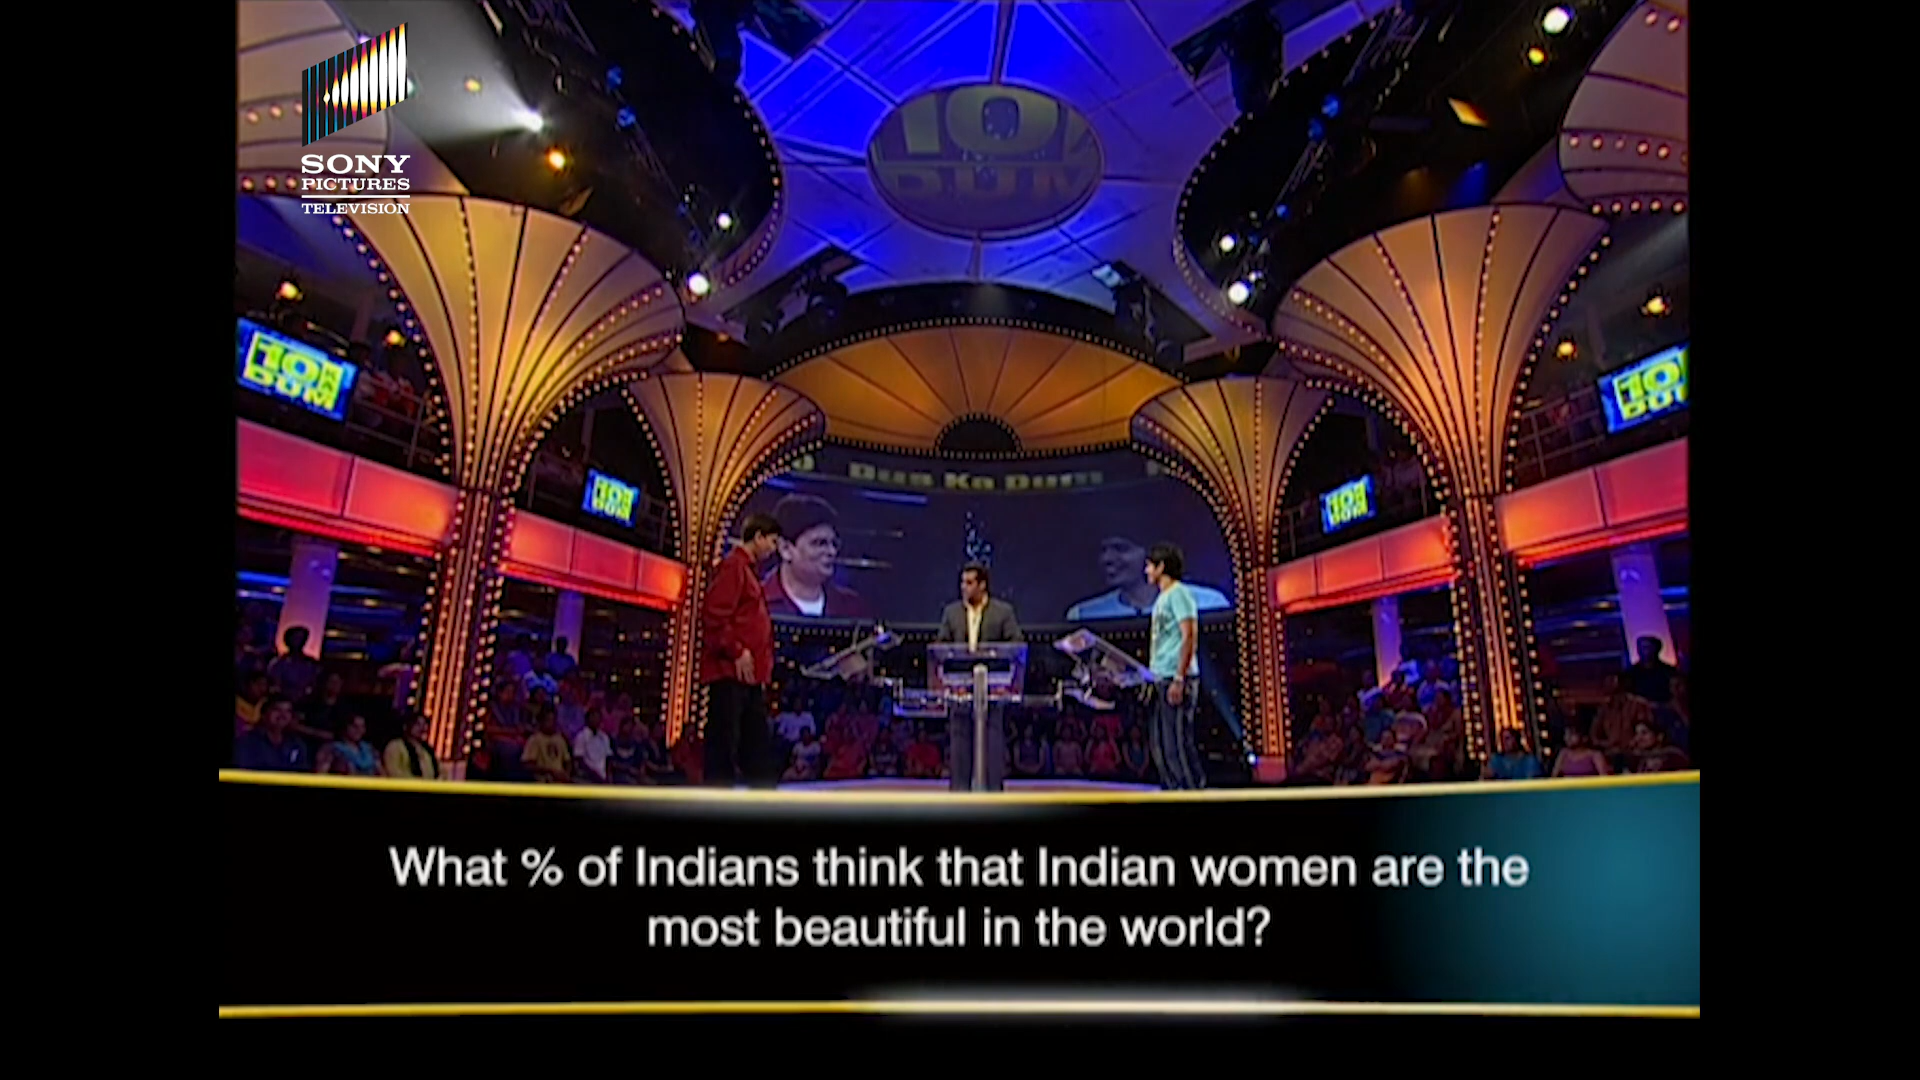 SONY
PICTURES
TELEVISION
10
DUM
10
KA
DUM
10
DUM
10
DUM
10
DUM
Dus Ka Dum
What % of Indians think that Indian women are the
most beautiful in the world?